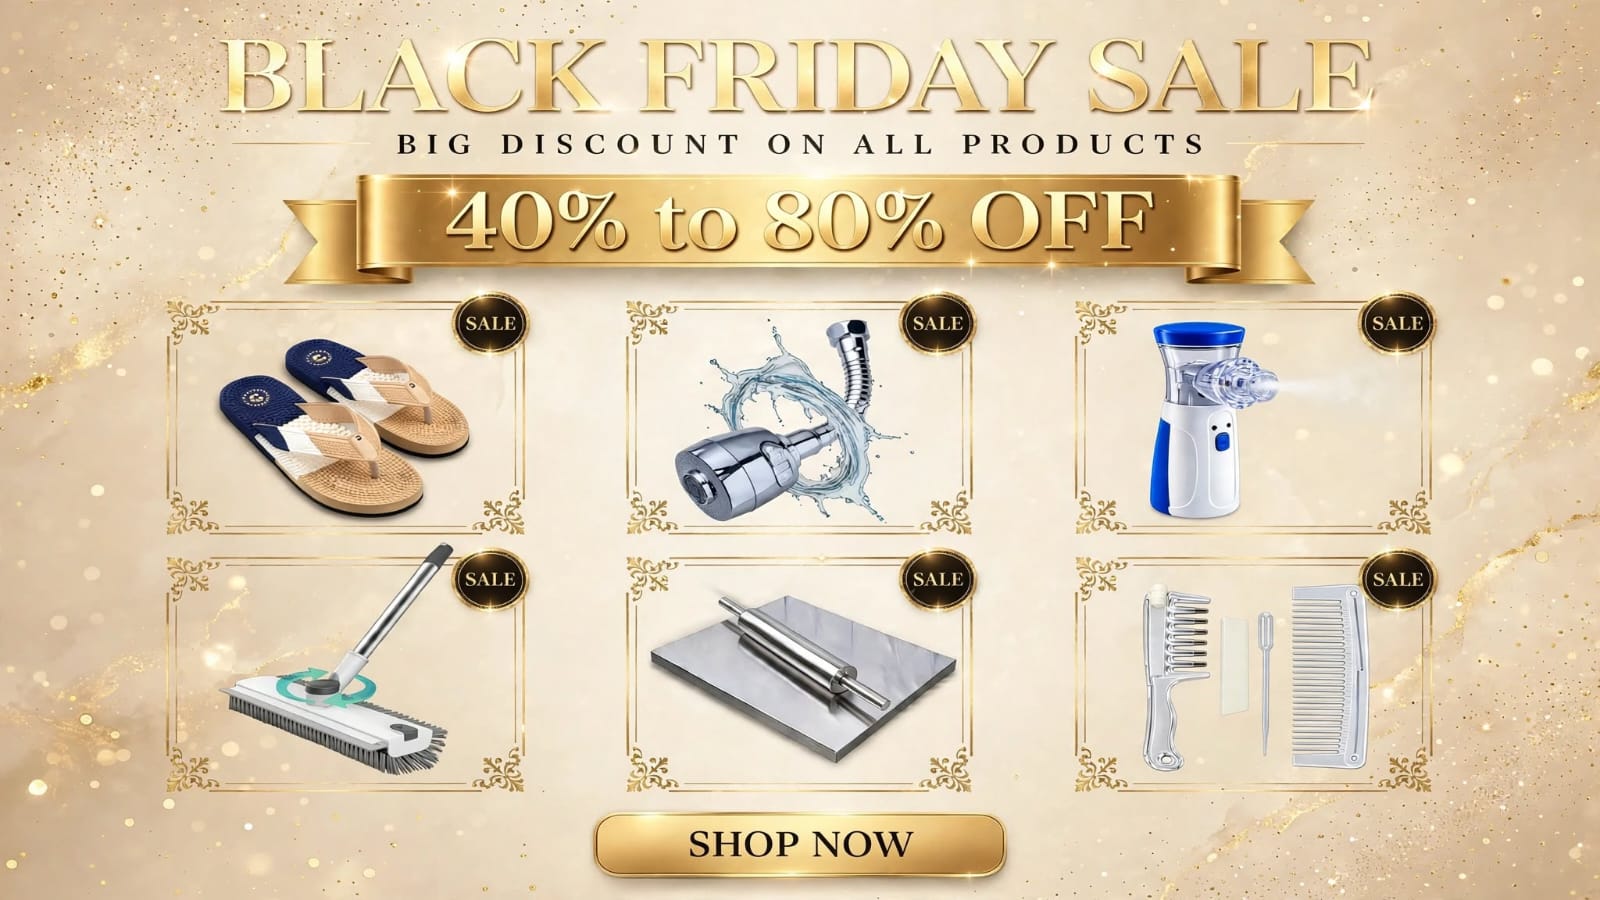 BLACK FRIDAY SALE
BIG DISCOUNT ON ALL PRODUCTS
40% to 80% OFF
SALE
SALE
SALE
SALE
SALE
SALE
SHOP NOW